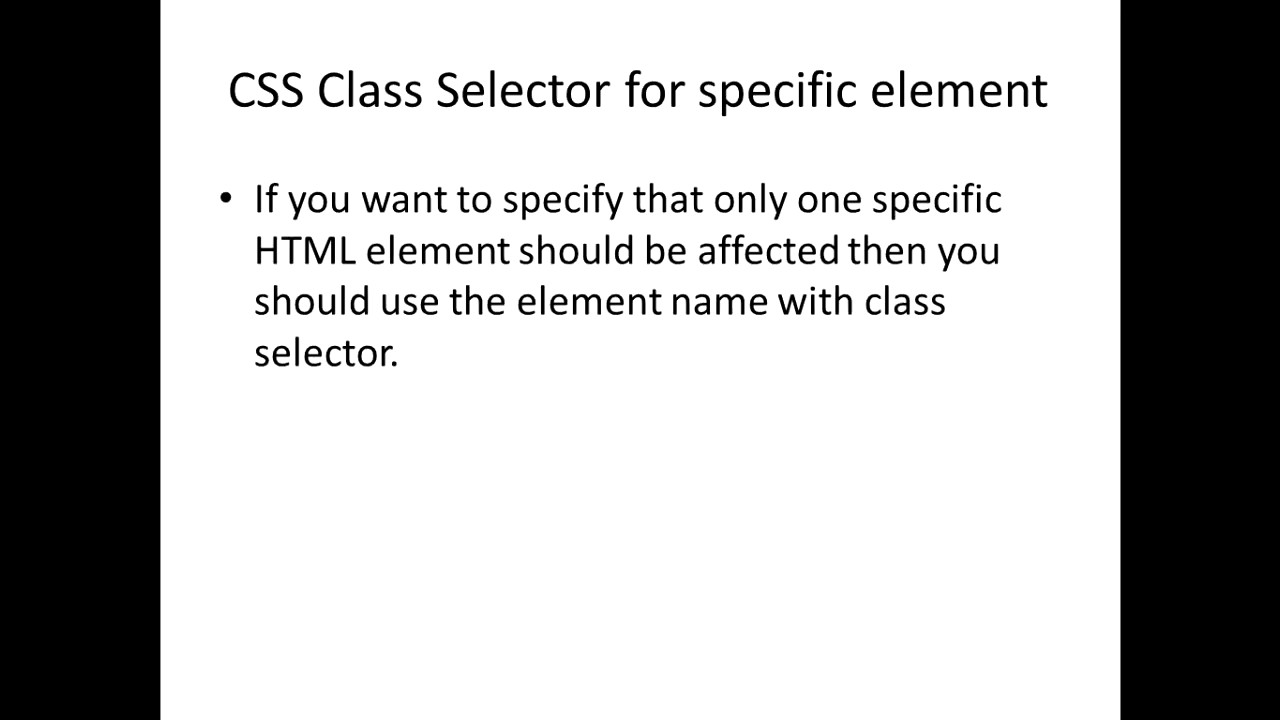 CSS Class Selector for specific element
• If you want to specify that only one specific
HTML element should be affected then you
should use the element name with class
selector.